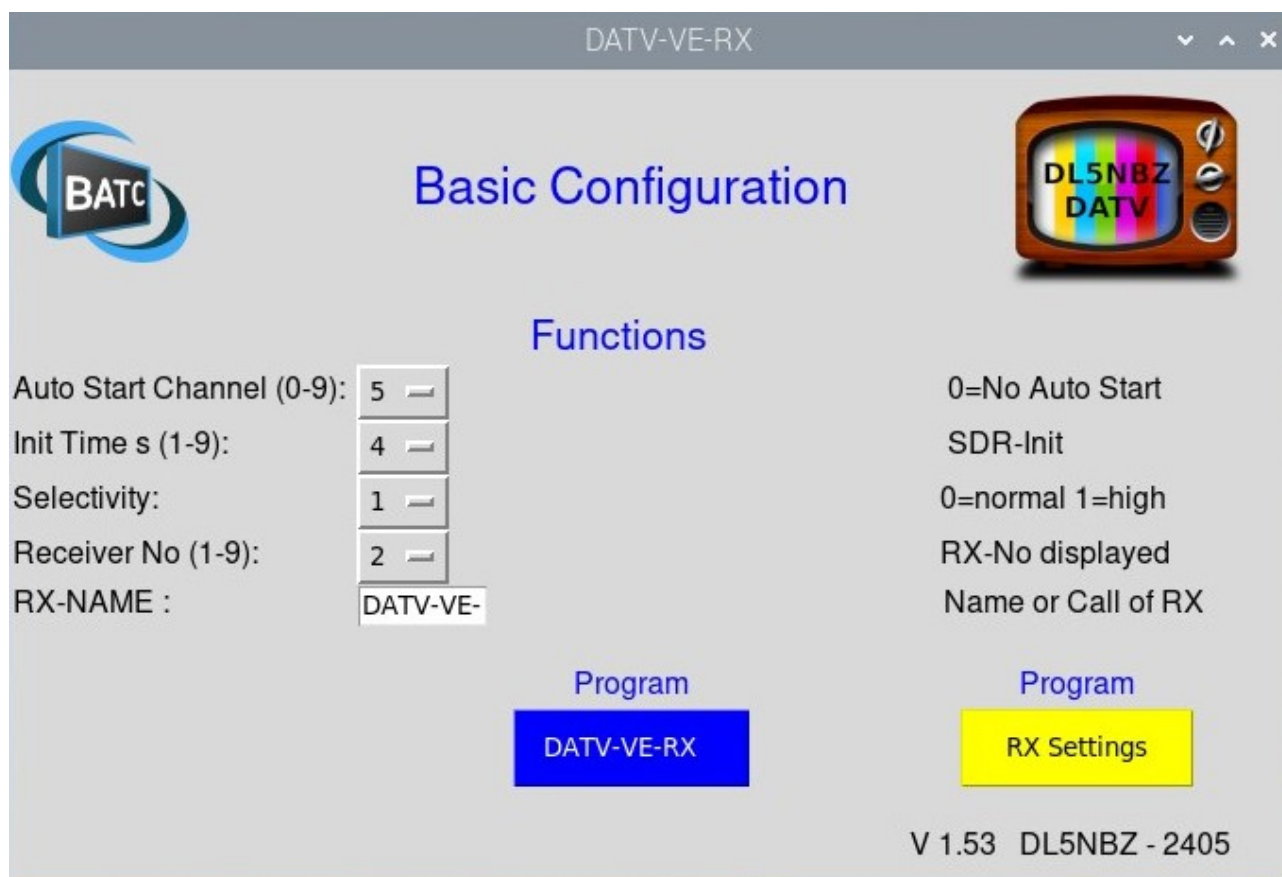 DATV-VE-RX
BATC
Basic Configuration
DL5NBZ
DATV
Functions
Auto Start Channel (0-9): 5 0=No Auto Start
Init Time s (1-9): 4 SDR-Init
Selectivity: 1 0=normal 1=high
Receiver No (1-9): 2 RX-No displayed
RX-NAME : DATV-VE- Name or Call of RX
Program Program
DATV-VE-RX RX Settings
V 1.53 DL5NBZ - 2405